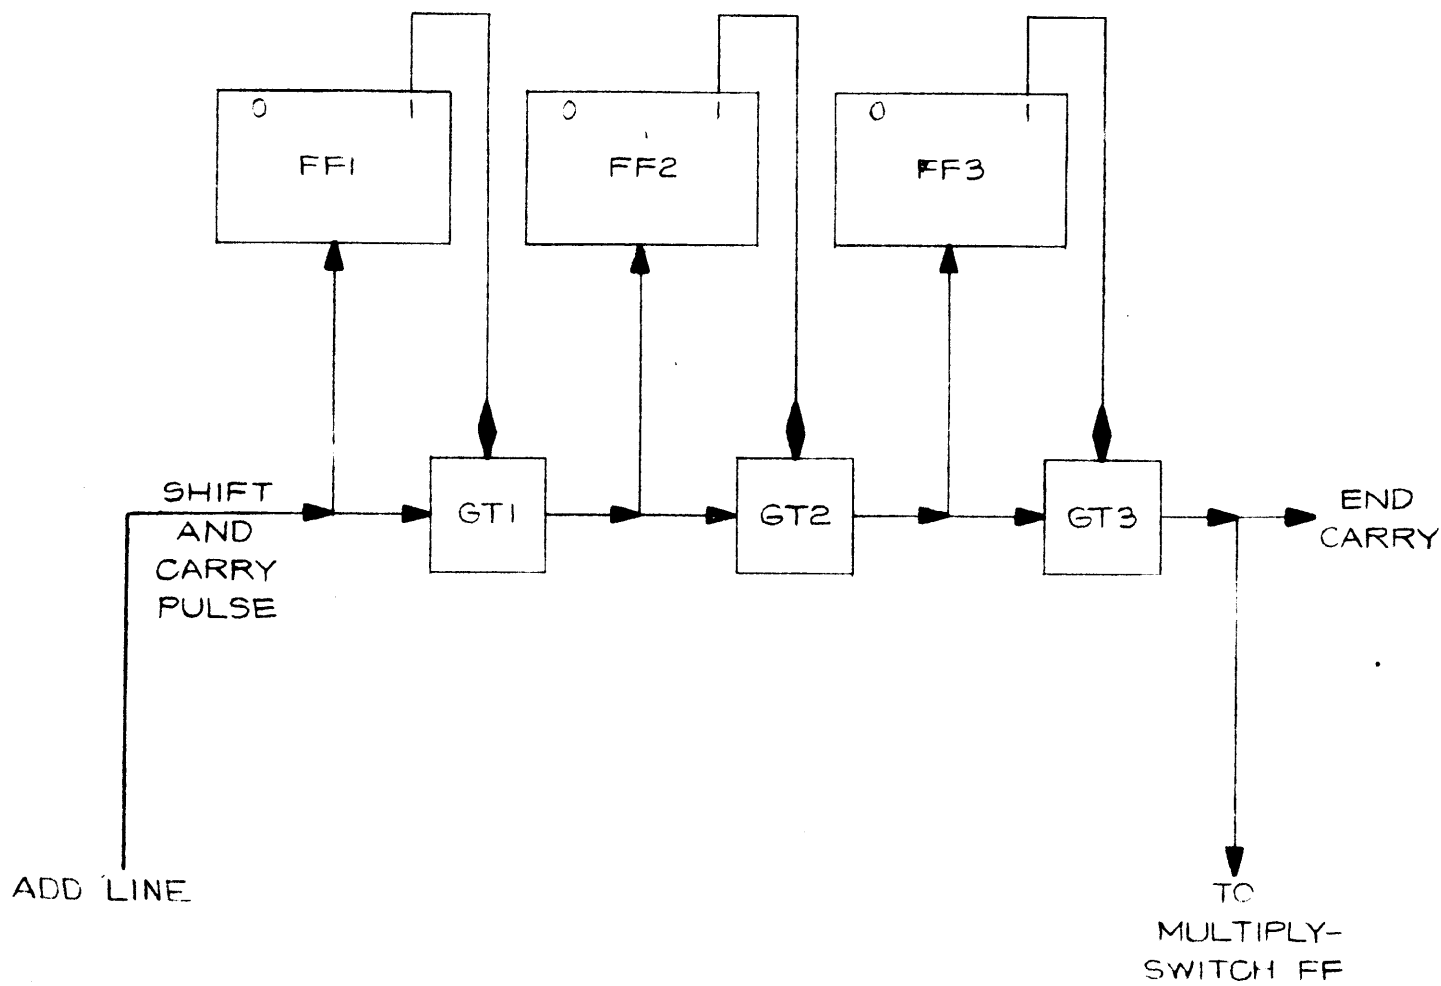 0 1
FF1
0 1
FF2
0 1
FF3
SHIFT
AND
CARRY
PULSE
GT1
GT2
GT3
END
CARRY
ADD LINE
TO
MULTIPLY-
SWITCH FF